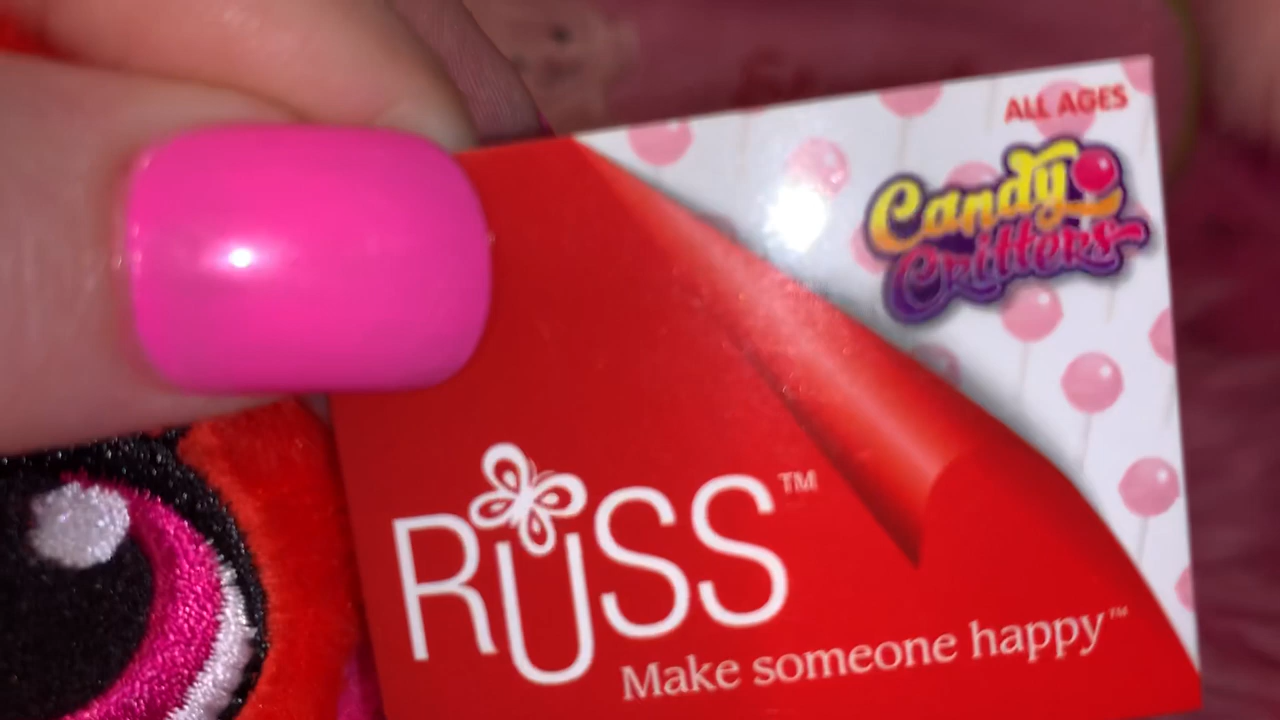 ALL AGES
Candy
Critters
RUSS™
Make someone happy™